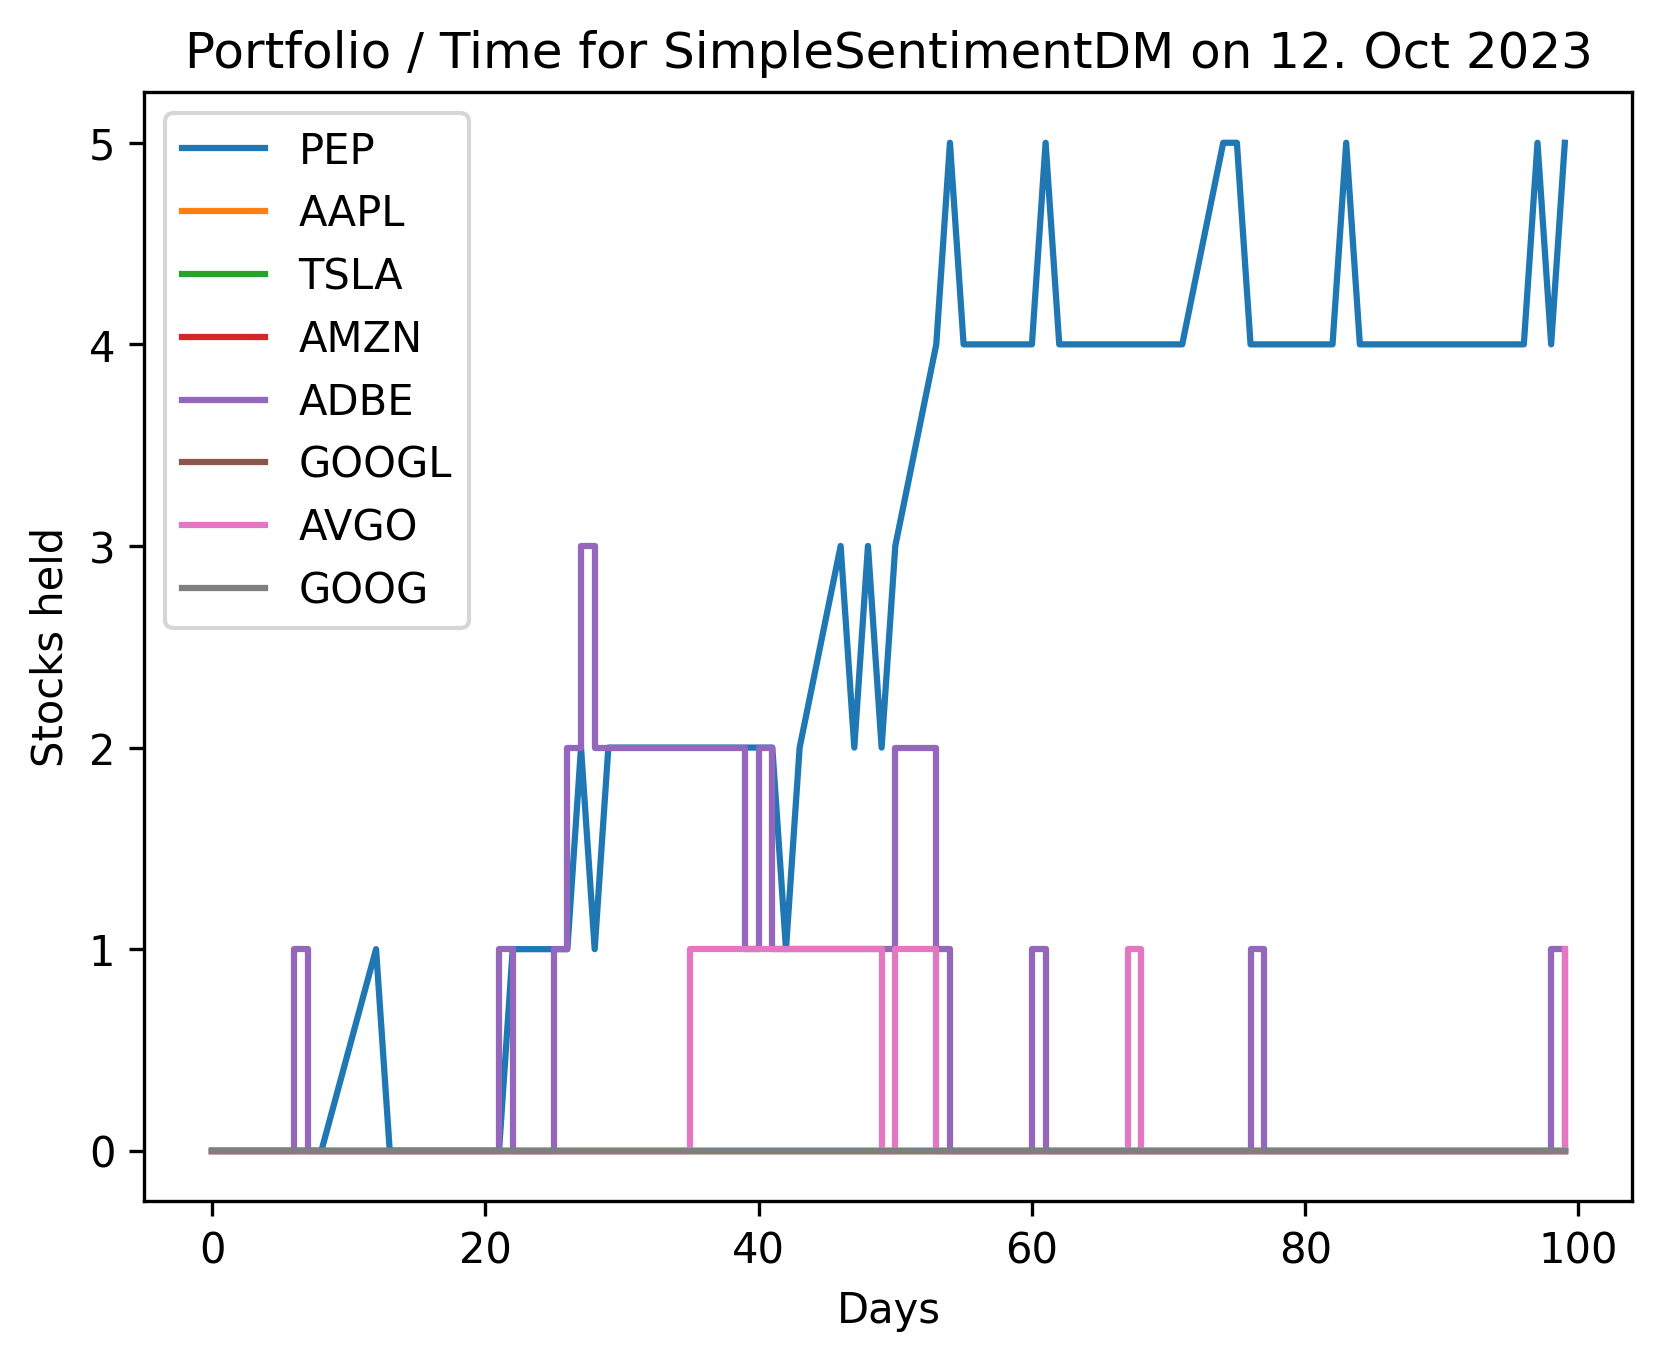 Portfolio / Time for SimpleSentimentDM on 12. Oct 2023
PEP
AAPL
TSLA
AMZN
ADBE
GOOGL
AVGO
GOOG
Stocks held
5
4
3
2
1
0
0 20 40 60 80 100
Days